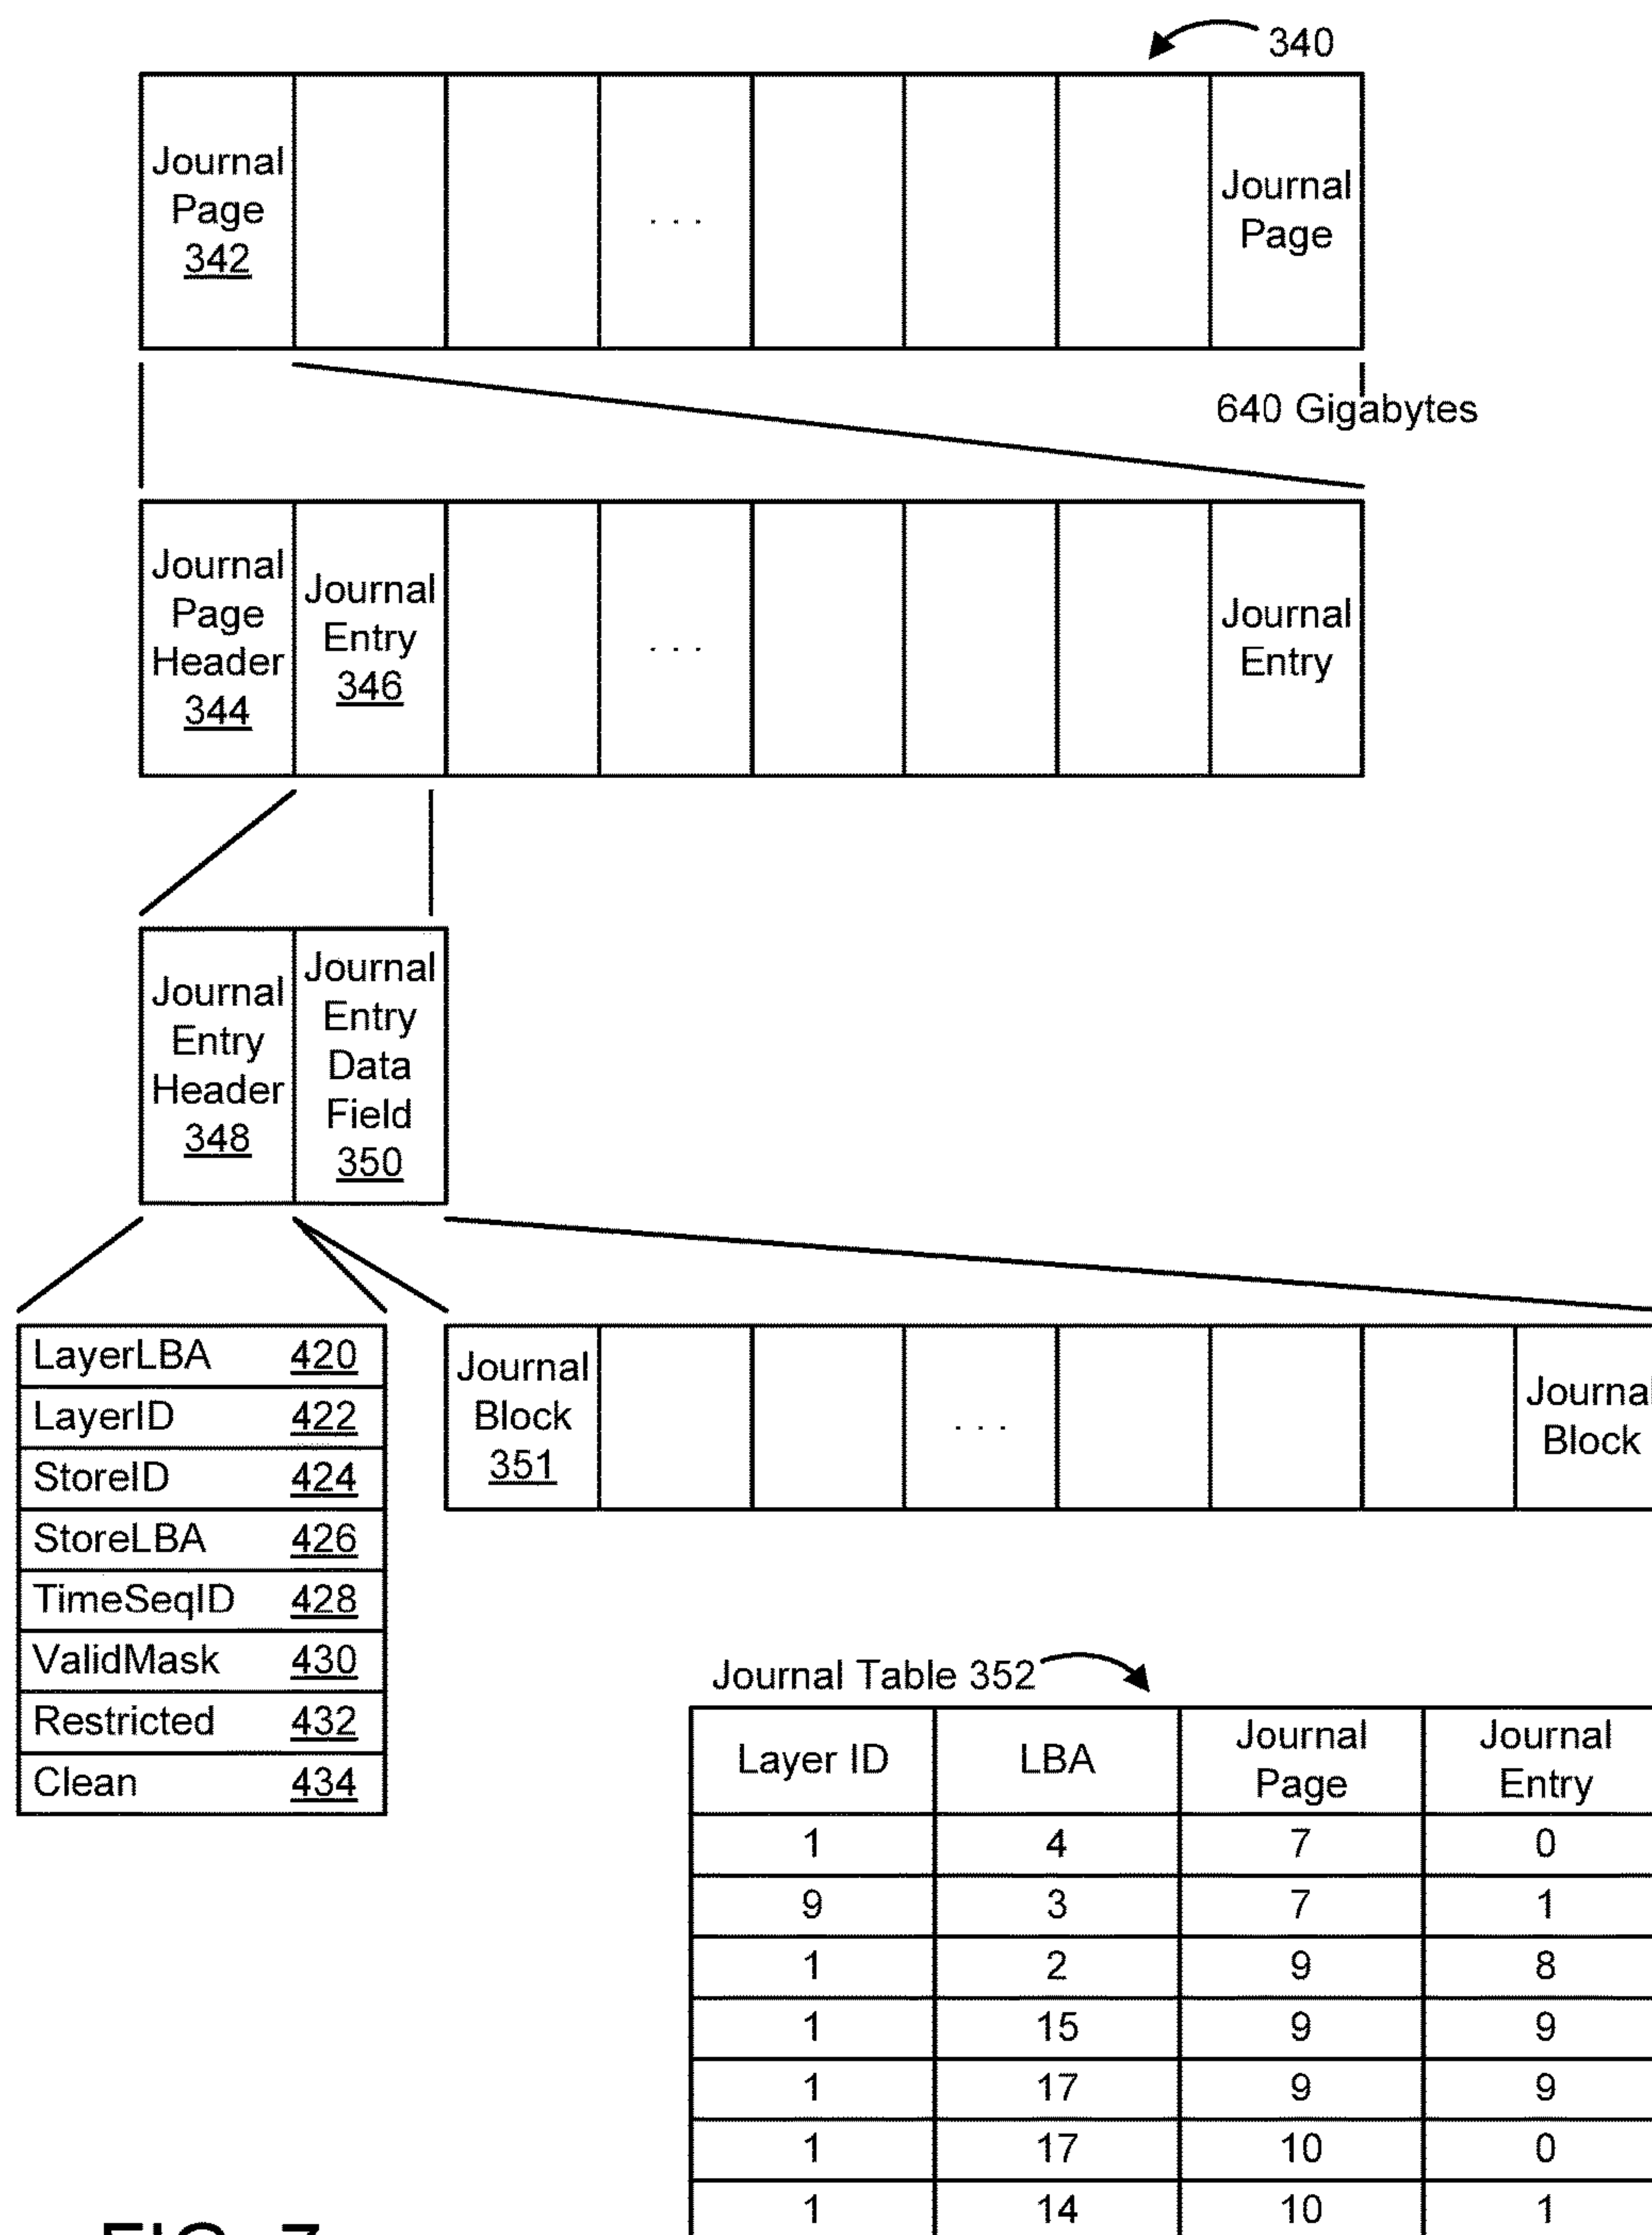 340
Journal
Page
342
. . .
Journal
Page
640 Gigabytes
Journal
Page
Header
344
Journal
Entry
346
. . .
Journal
Entry
Journal
Entry
Header
348
Journal
Entry
Data
Field
350
LayerLBA 420
LayerID 422
StoreID 424
StoreLBA 426
TimeSeqID 428
ValidMask 430
Restricted 432
Clean 434
Journal
Block
351
. . .
Journal
Block
Journal Table 352
Layer ID LBA Journal Page Journal Entry
1 4 7 0
9 3 7 1
1 2 9 8
1 15 9 9
1 17 9 9
1 17 10 0
1 14 10 1